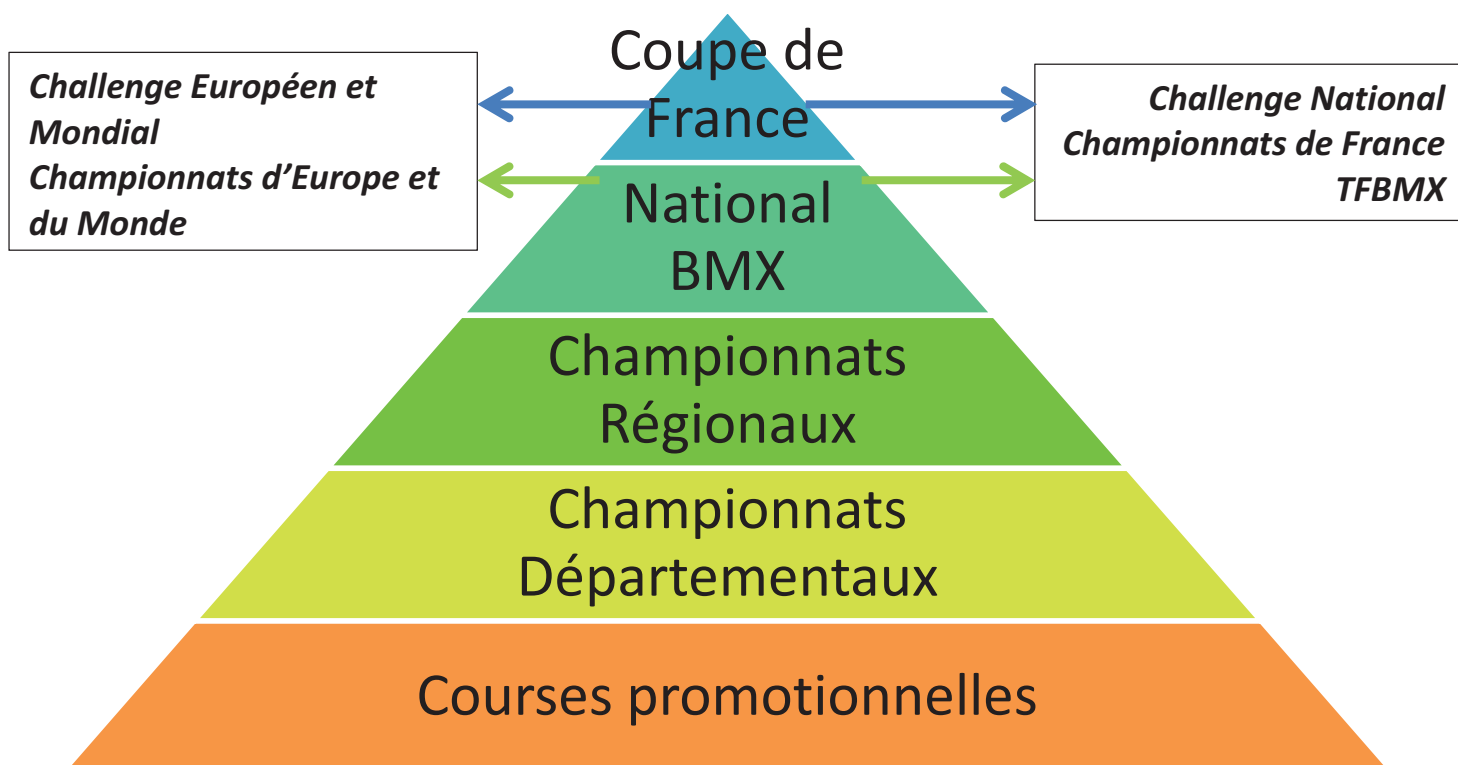 Coupe de
France
Challenge Européen et
Mondial
Championnats d’Europe et
du Monde
Challenge National
Championnats de France
TFBMX
National
BMX
Championnats
Régionaux
Championnats
Départementaux
Courses promotionnelles